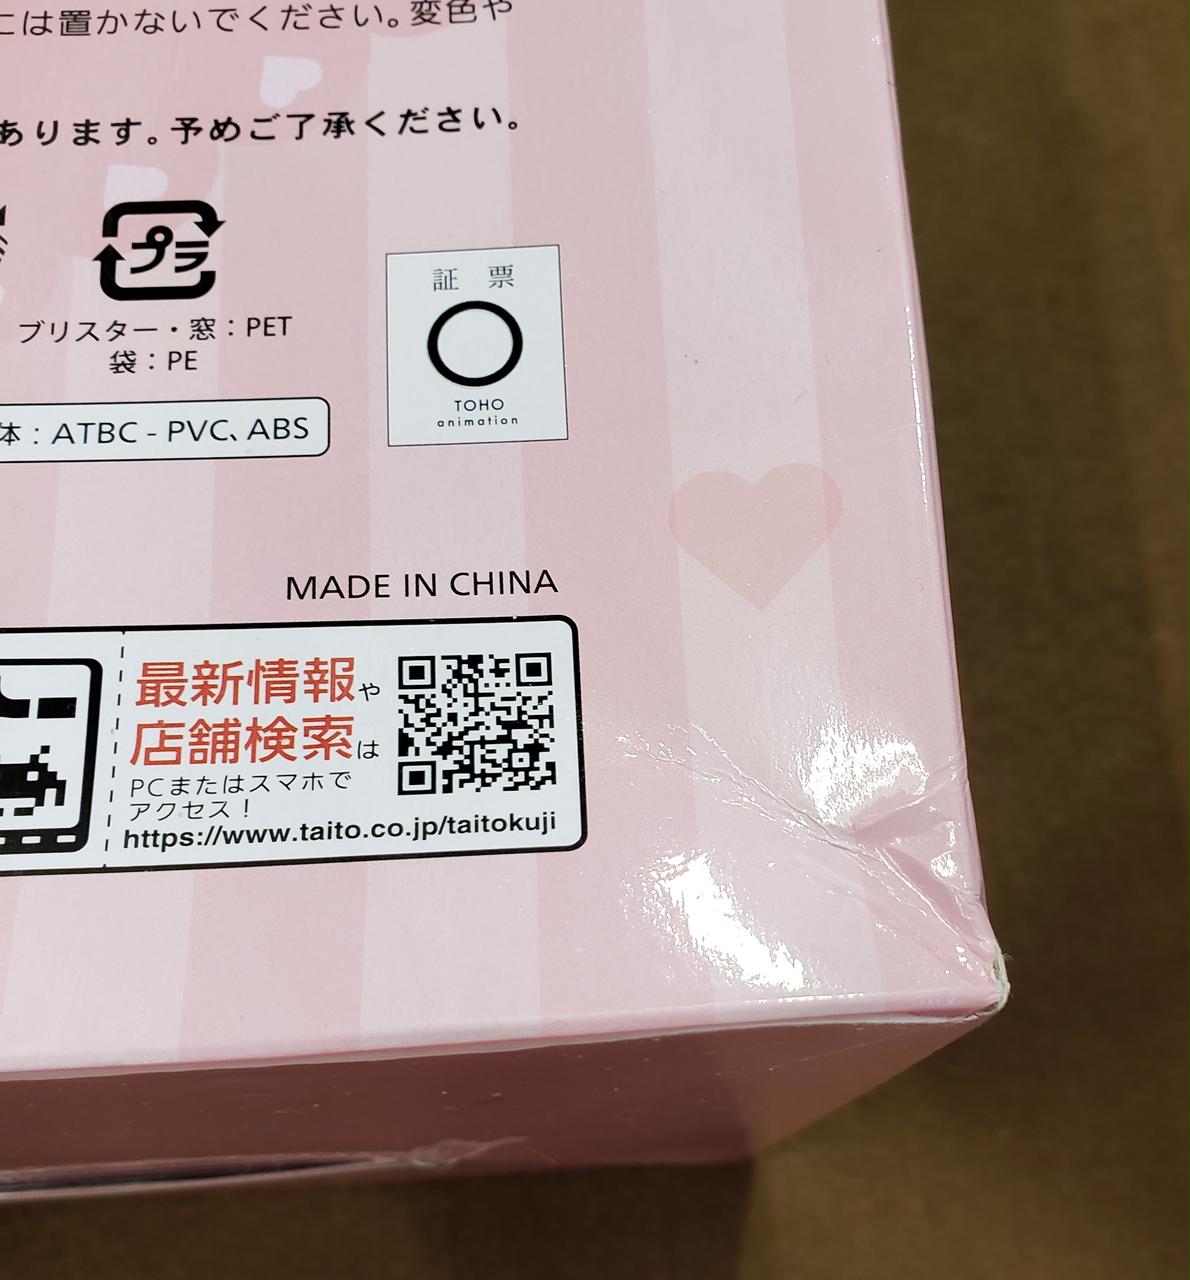 には置かないでください。変色や
あります。予めご了承ください。
プラ
ブリスター・窓：PET
袋：PE
体：ATBC - PVC、ABS
証 票
TOHO
animation
MADE IN CHINA
最新情報や
店舗検索は
PCまたはスマホで
アクセス！
https://www.taito.co.jp/taitokuji